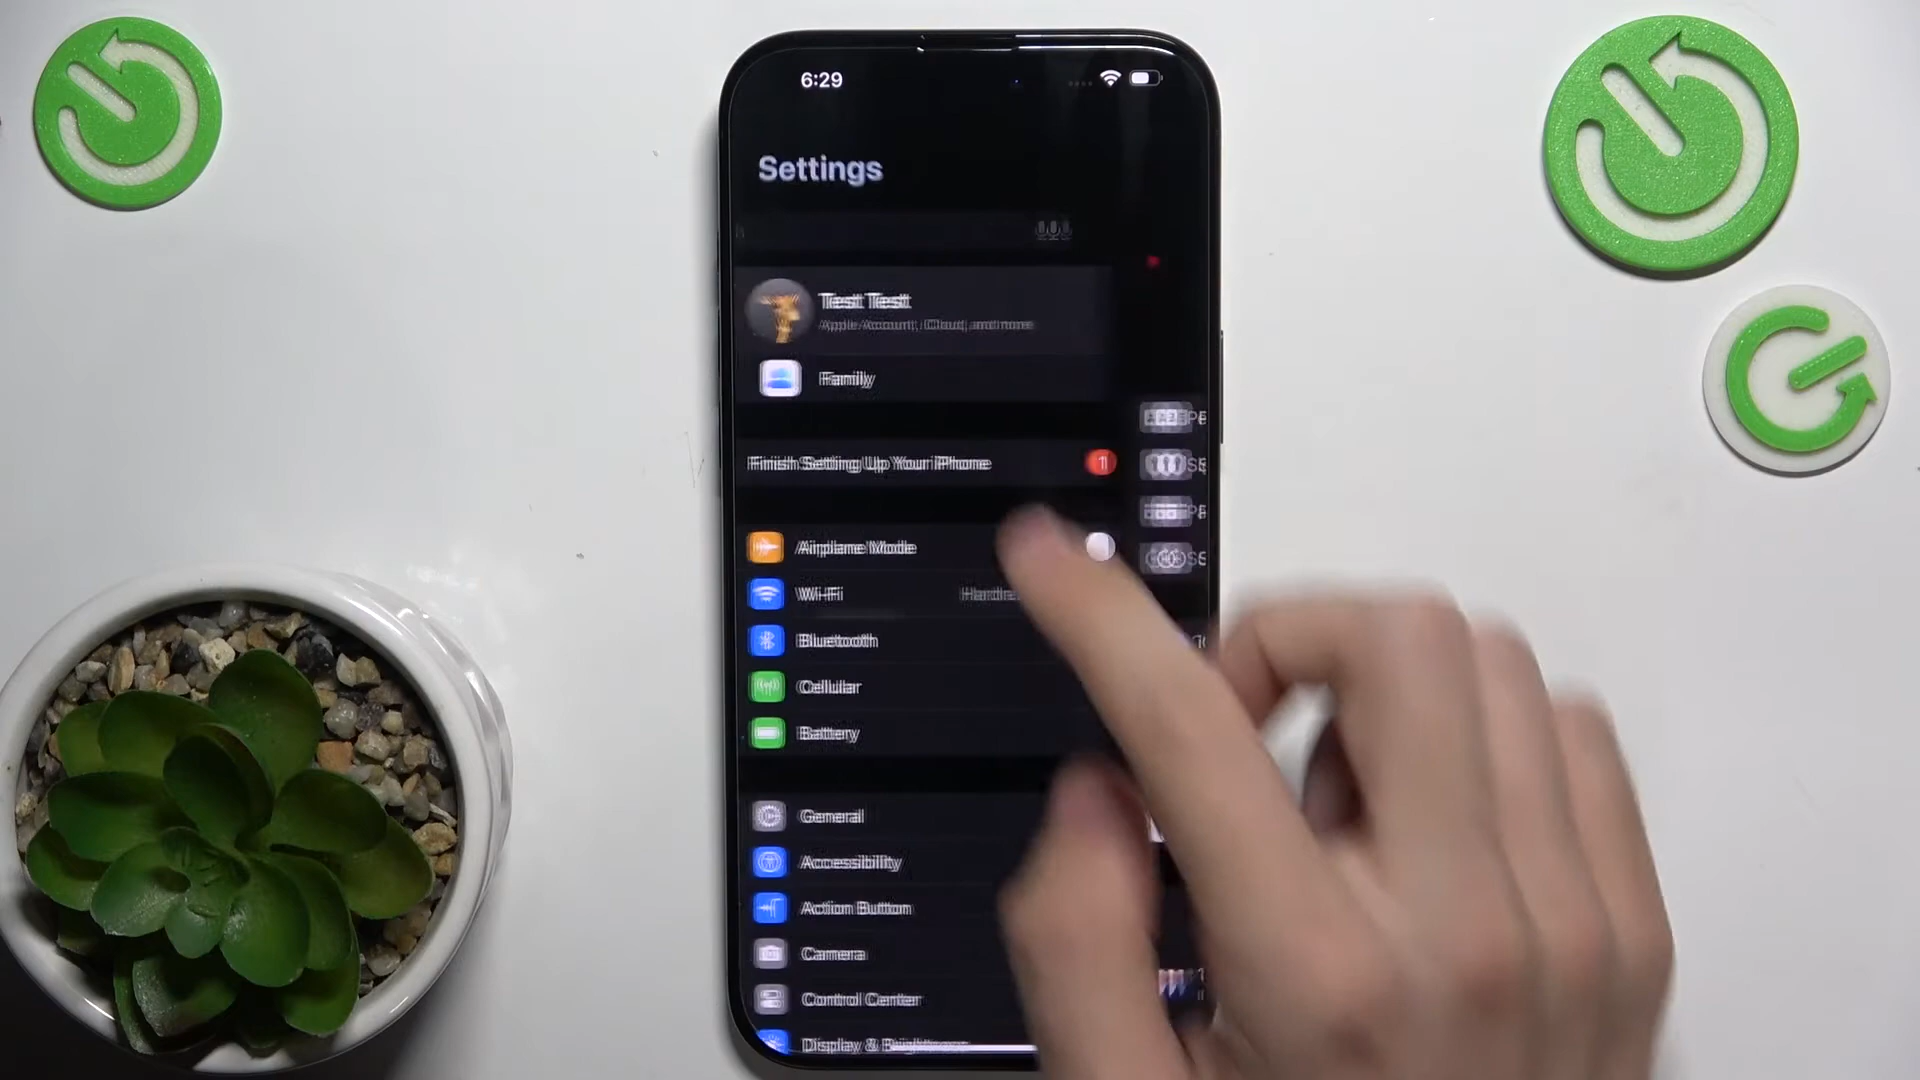 6:29
Settings
Test Test
Apple Account, iCloud, and more
Family
Finish Setting Up Your iPhone
1
Airplane Mode
Wi-Fi
Bluetooth
Cellular
Battery
General
Accessibility
Action Button
Camera
Control Center
Display & Brightness